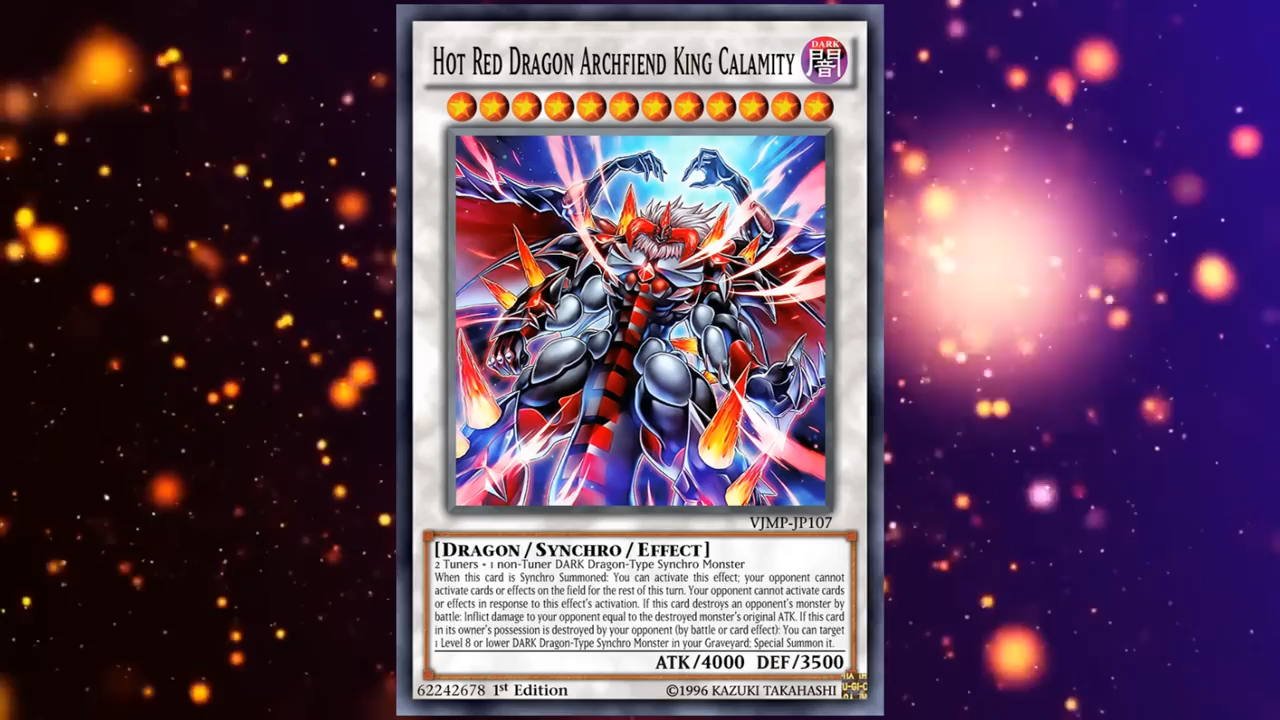 HOT RED DRAGON ARCHFIEND KING CALAMITY
DARK
闇
VJMP-JP107
[DRAGON / SYNCHRO / EFFECT]
2 Tuners + 1 non-Tuner DARK Dragon-Type Synchro Monster
When this card is Synchro Summoned: You can activate this effect; your opponent cannot
activate cards or effects on the field for the rest of this turn. Your opponent cannot activate cards
or effects in response to this effect's activation. If this card destroys an opponent's monster by
battle: Inflict damage to your opponent equal to the destroyed monster's original ATK. If this card
in its owner's possession is destroyed by your opponent (by battle or card effect): You can target
1 Level 8 or lower DARK Dragon-Type Synchro Monster in your Graveyard; Special Summon it.
ATK/4000 DEF/3500
62242678 1st Edition ©1996 KAZUKI TAKAHASHI